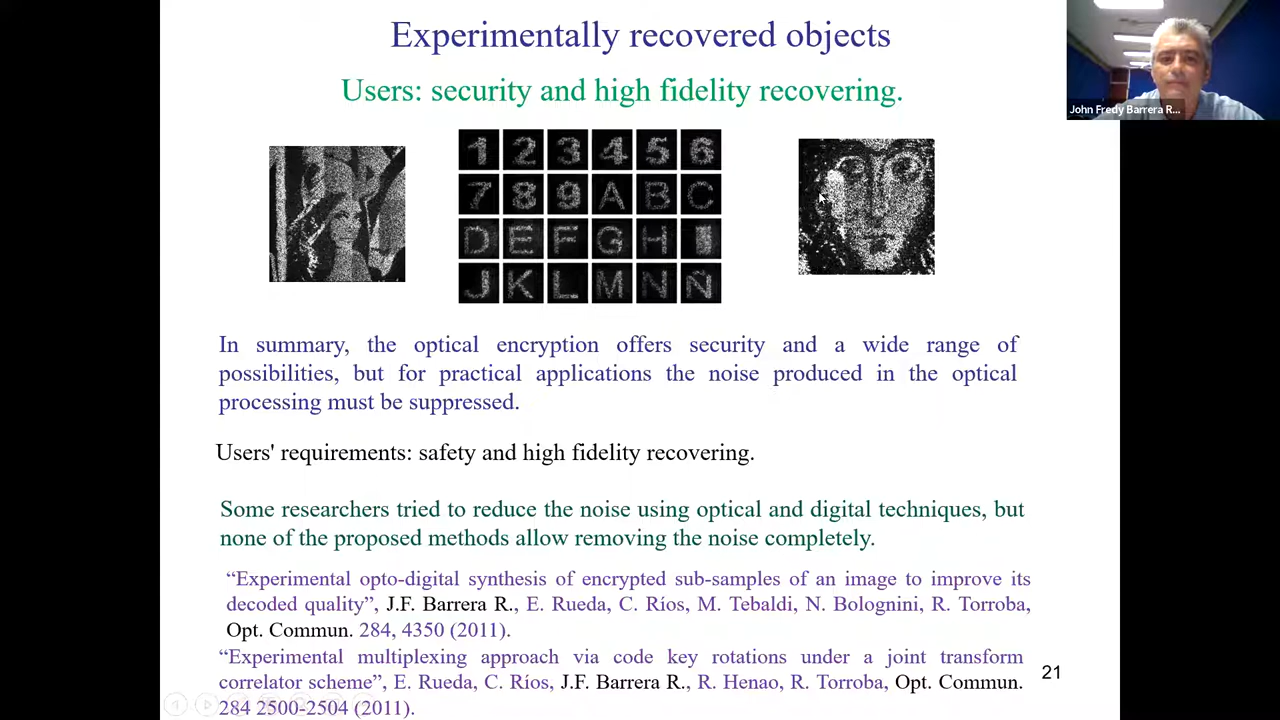 Experimentally recovered objects
Users: security and high fidelity recovering.
John Fredy Barrera R...
1 2 3 4 5 6
7 8 9 A B C
D E F G H I
J K L M N Ñ
In summary, the optical encryption offers security and a wide range of
possibilities, but for practical applications the noise produced in the optical
processing must be suppressed.
Users' requirements: safety and high fidelity recovering.
Some researchers tried to reduce the noise using optical and digital techniques, but
none of the proposed methods allow removing the noise completely.
“Experimental opto-digital synthesis of encrypted sub-samples of an image to improve its
decoded quality”, J.F. Barrera R., E. Rueda, C. Ríos, M. Tebaldi, N. Bolognini, R. Torroba,
Opt. Commun. 284, 4350 (2011).
“Experimental multiplexing approach via code key rotations under a joint transform
correlator scheme”, E. Rueda, C. Ríos, J.F. Barrera R., R. Henao, R. Torroba, Opt. Commun.
284 2500-2504 (2011).
21